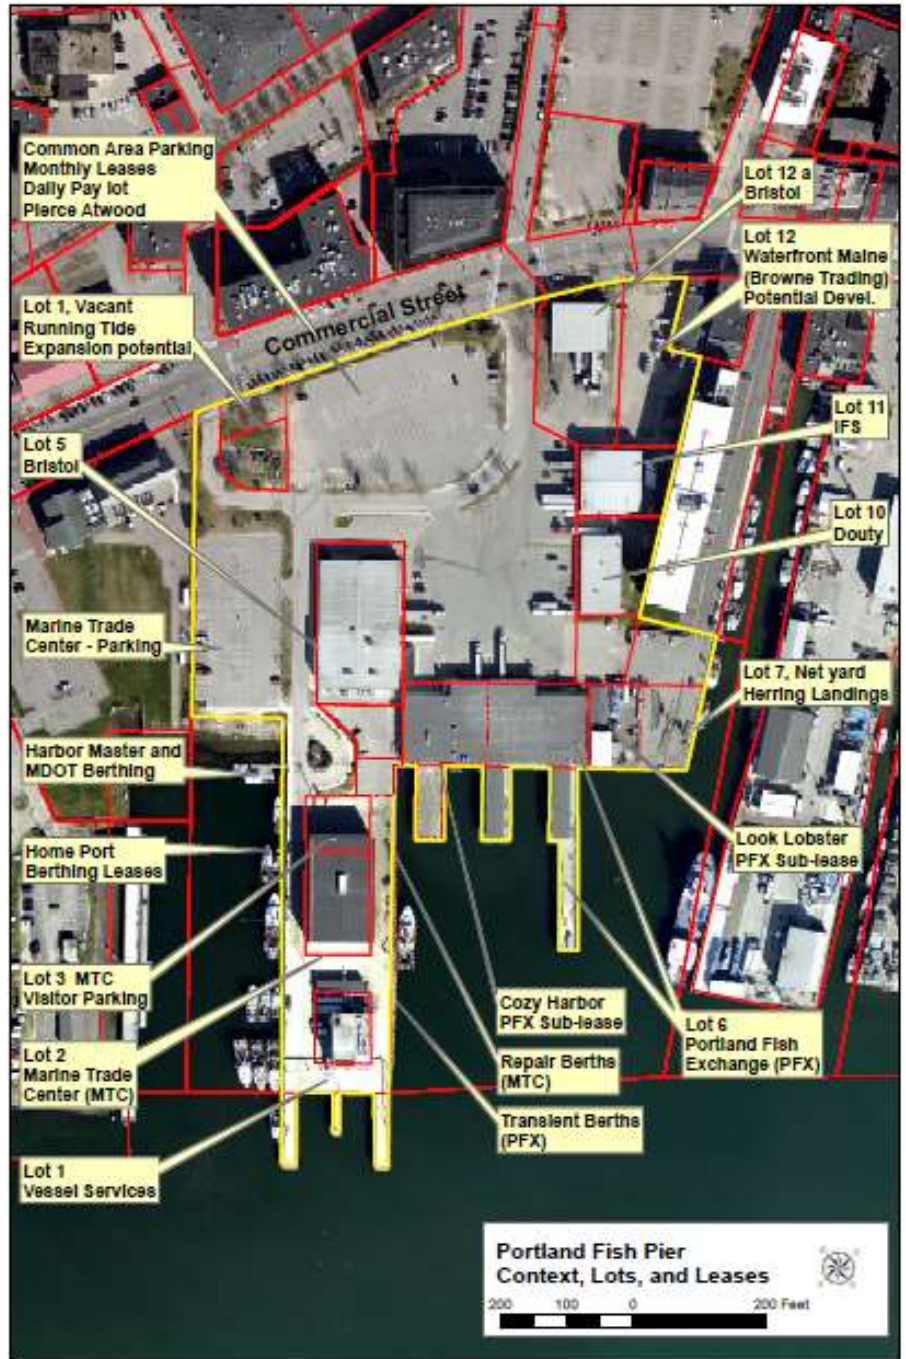 Common Area Parking
Monthly Leases
Daily Pay lot
Pierce Atwood
Lot 12 a
Bristol
Lot 12
Waterfront Maine
(Browne Trading)
Potential Devel.
Commercial Street
Lot 1, Vacant
Running Tide
Expansion potential
Lot 11
IFS
Lot 5
Bristol
Lot 10
Douty
Marine Trade
Center - Parking
Lot 7, Net yard
Herring Landings
Harbor Master and
MDOT Berthing
Look Lobster
PFX Sub-lease
Home Port
Berthing Leases
Lot 3 MTC
Visitor Parking
Cozy Harbor
PFX Sub-lease
Lot 6
Portland Fish
Exchange (PFX)
Lot 2
Marine Trade
Center (MTC)
Repair Berths
(MTC)
Transient Berths
(PFX)
Lot 1
Vessel Services
Portland Fish Pier
Context, Lots, and Leases
200 100 0 200 Feet